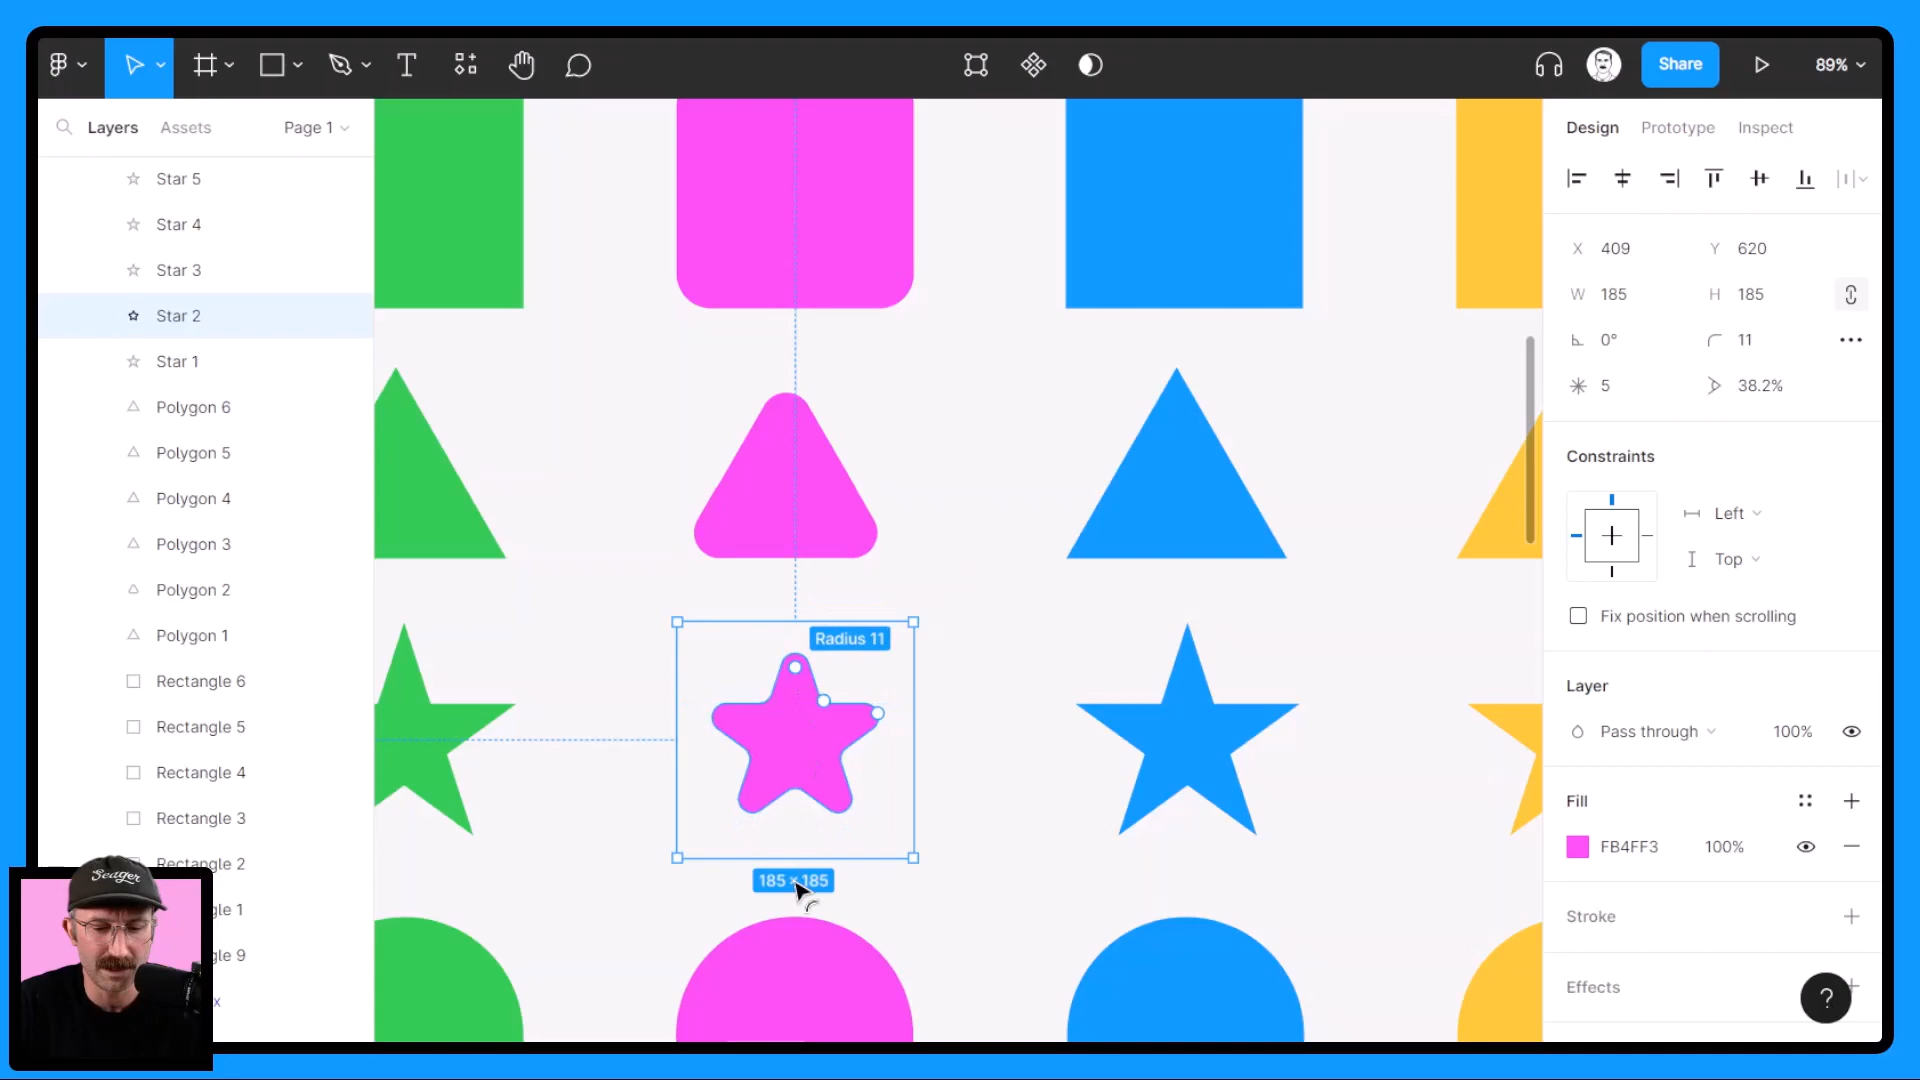 Share
89%
Layers
Assets
Page 1
Design
Prototype
Inspect
Star 5
Star 4
Star 3
Star 2
Star 1
Polygon 6
Polygon 5
Polygon 4
Polygon 3
Polygon 2
Polygon 1
Rectangle 6
Rectangle 5
Rectangle 4
Rectangle 3
Rectangle 2
gle 1
gle 9
x
Seager
Radius 11
185 × 185
X 409
Y 620
W 185
H 185
0°
11
5
38.2%
Constraints
Left
Top
Fix position when scrolling
Layer
Pass through
100%
Fill
FB4FF3
100%
Stroke
Effects
?